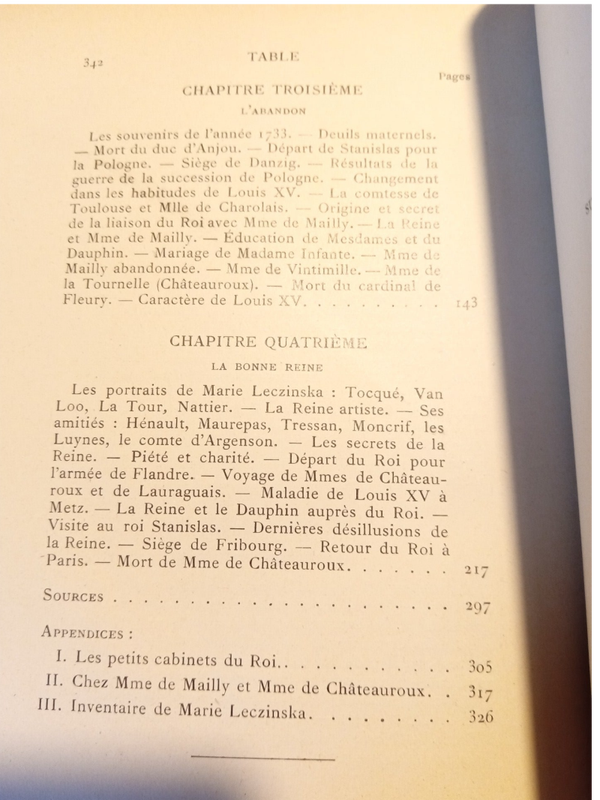 342
TABLE
Pages
CHAPITRE TROISIÈME
L'ABANDON
Les souvenirs de l'année 1733. — Deuils maternels.
— Mort du duc d'Anjou. — Départ de Stanislas pour
la Pologne. — Siège de Danzig. — Résultats de la
guerre de la succession de Pologne. — Changement
dans les habitudes de Louis XV. — La comtesse de
Toulouse et Mlle de Charolais. — Origine et secret
de la liaison du Roi avec Mme de Mailly. — La Reine
et Mme de Mailly. — Éducation de Mesdames et du
Dauphin. — Mariage de Madame Infante. — Mme de
Mailly abandonnée. — Mme de Vintimille. — Mme de
la Tournelle (Châteauroux). — Mort du cardinal de
Fleury. — Caractère de Louis XV. . . . . . . . . . 143
CHAPITRE QUATRIÈME
LA BONNE REINE
Les portraits de Marie Leczinska : Tocqué, Van
Loo, La Tour, Nattier. — La Reine artiste. — Ses
amitiés : Hénault, Maurepas, Tressan, Moncrif, les
Luynes, le comte d'Argenson. — Les secrets de la
Reine. — Piété et charité. — Départ du Roi pour
l'armée de Flandre. — Voyage de Mmes de Château-
roux et de Lauraguais. — Maladie de Louis XV à
Metz. — La Reine et le Dauphin auprès du Roi. —
Visite au roi Stanislas. — Dernières désillusions de
la Reine. — Siège de Fribourg. — Retour du Roi à
Paris. — Mort de Mme de Châteauroux. . . . . . . 217
SOURCES . . . . . . . . . . . . . . . . . . . . 297
APPENDICES :
I. Les petits cabinets du Roi. . . . . . . . . . . 305
II. Chez Mme de Mailly et Mme de Châteauroux. . 317
III. Inventaire de Marie Leczinska. . . . . . . . . 326